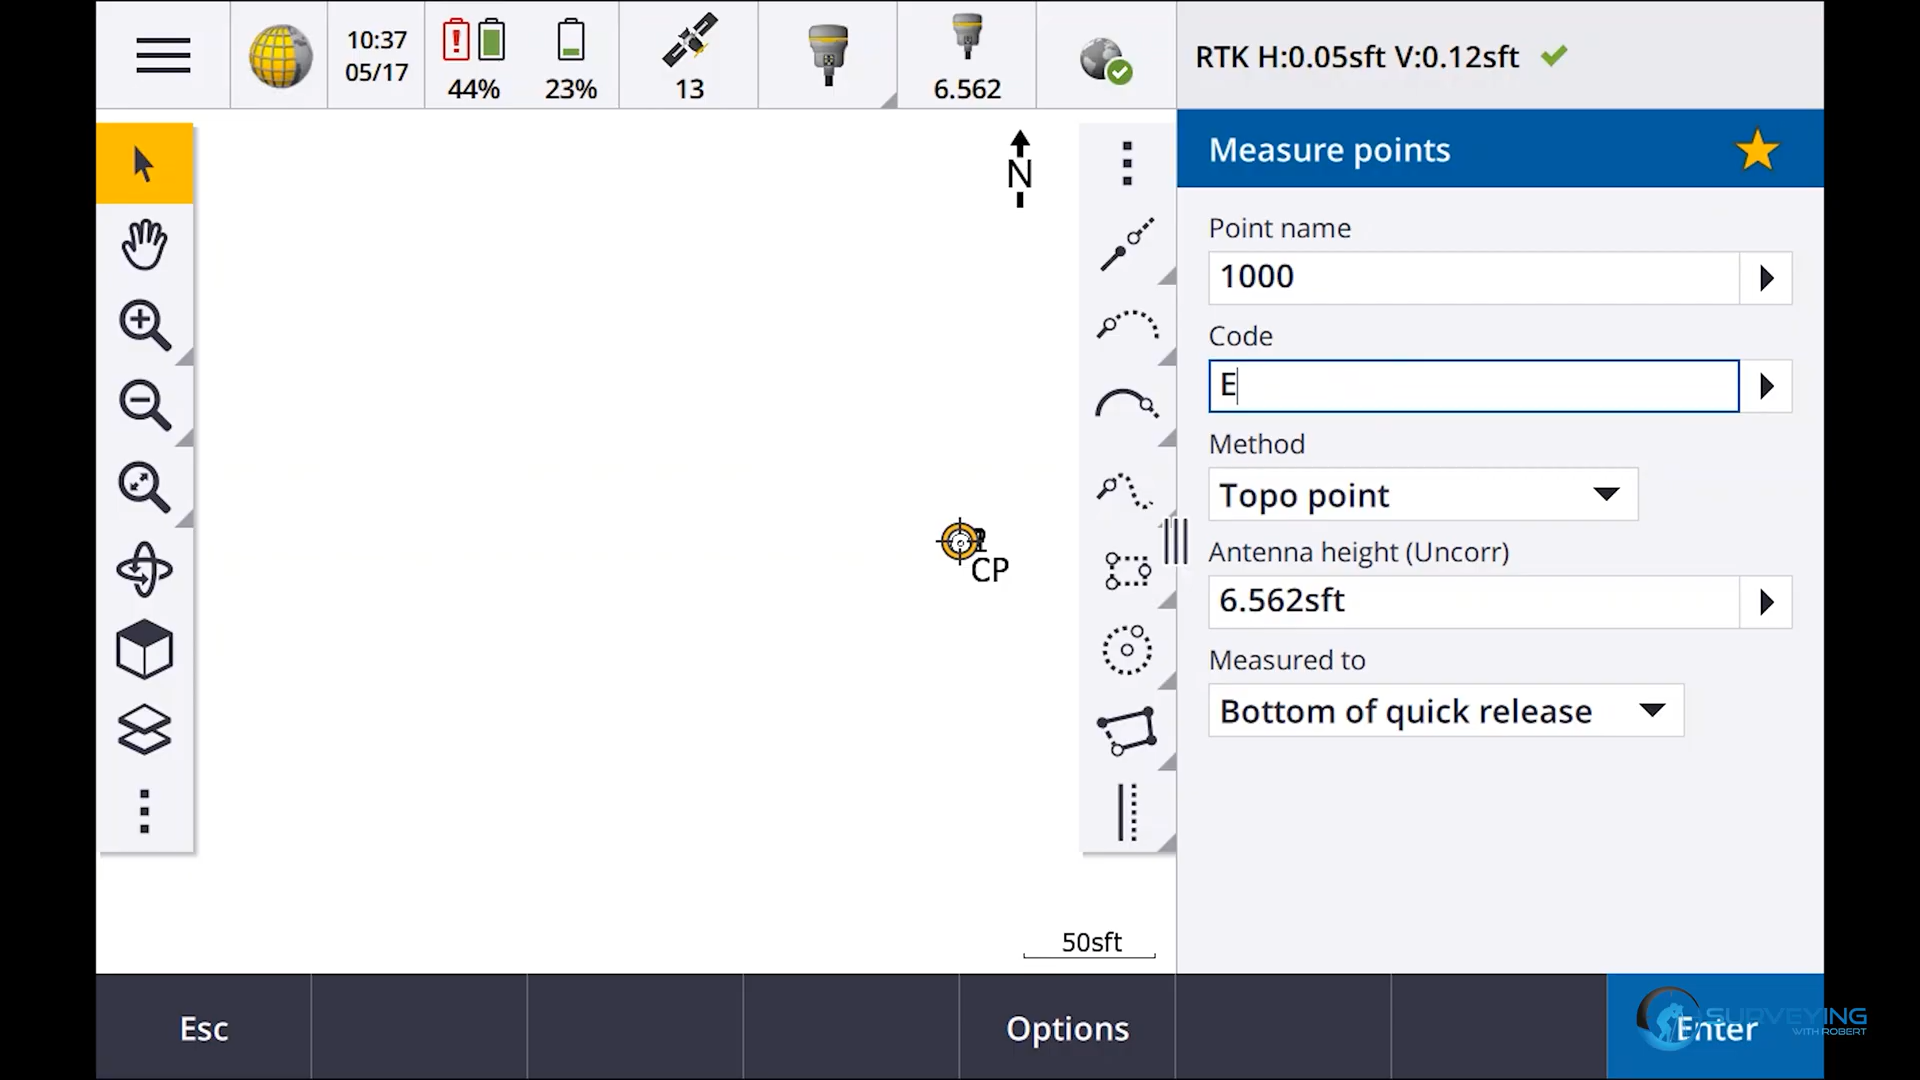 10:37
05/17
44%
23%
13
6.562
RTK H:0.05sft V:0.12sft
N
CP
50sft
Measure points
Point name
1000
Code
E
Method
Topo point
Antenna height (Uncorr)
6.562sft
Measured to
Bottom of quick release
Esc
Options
Enter
SURVEYING
WITH ROBERT